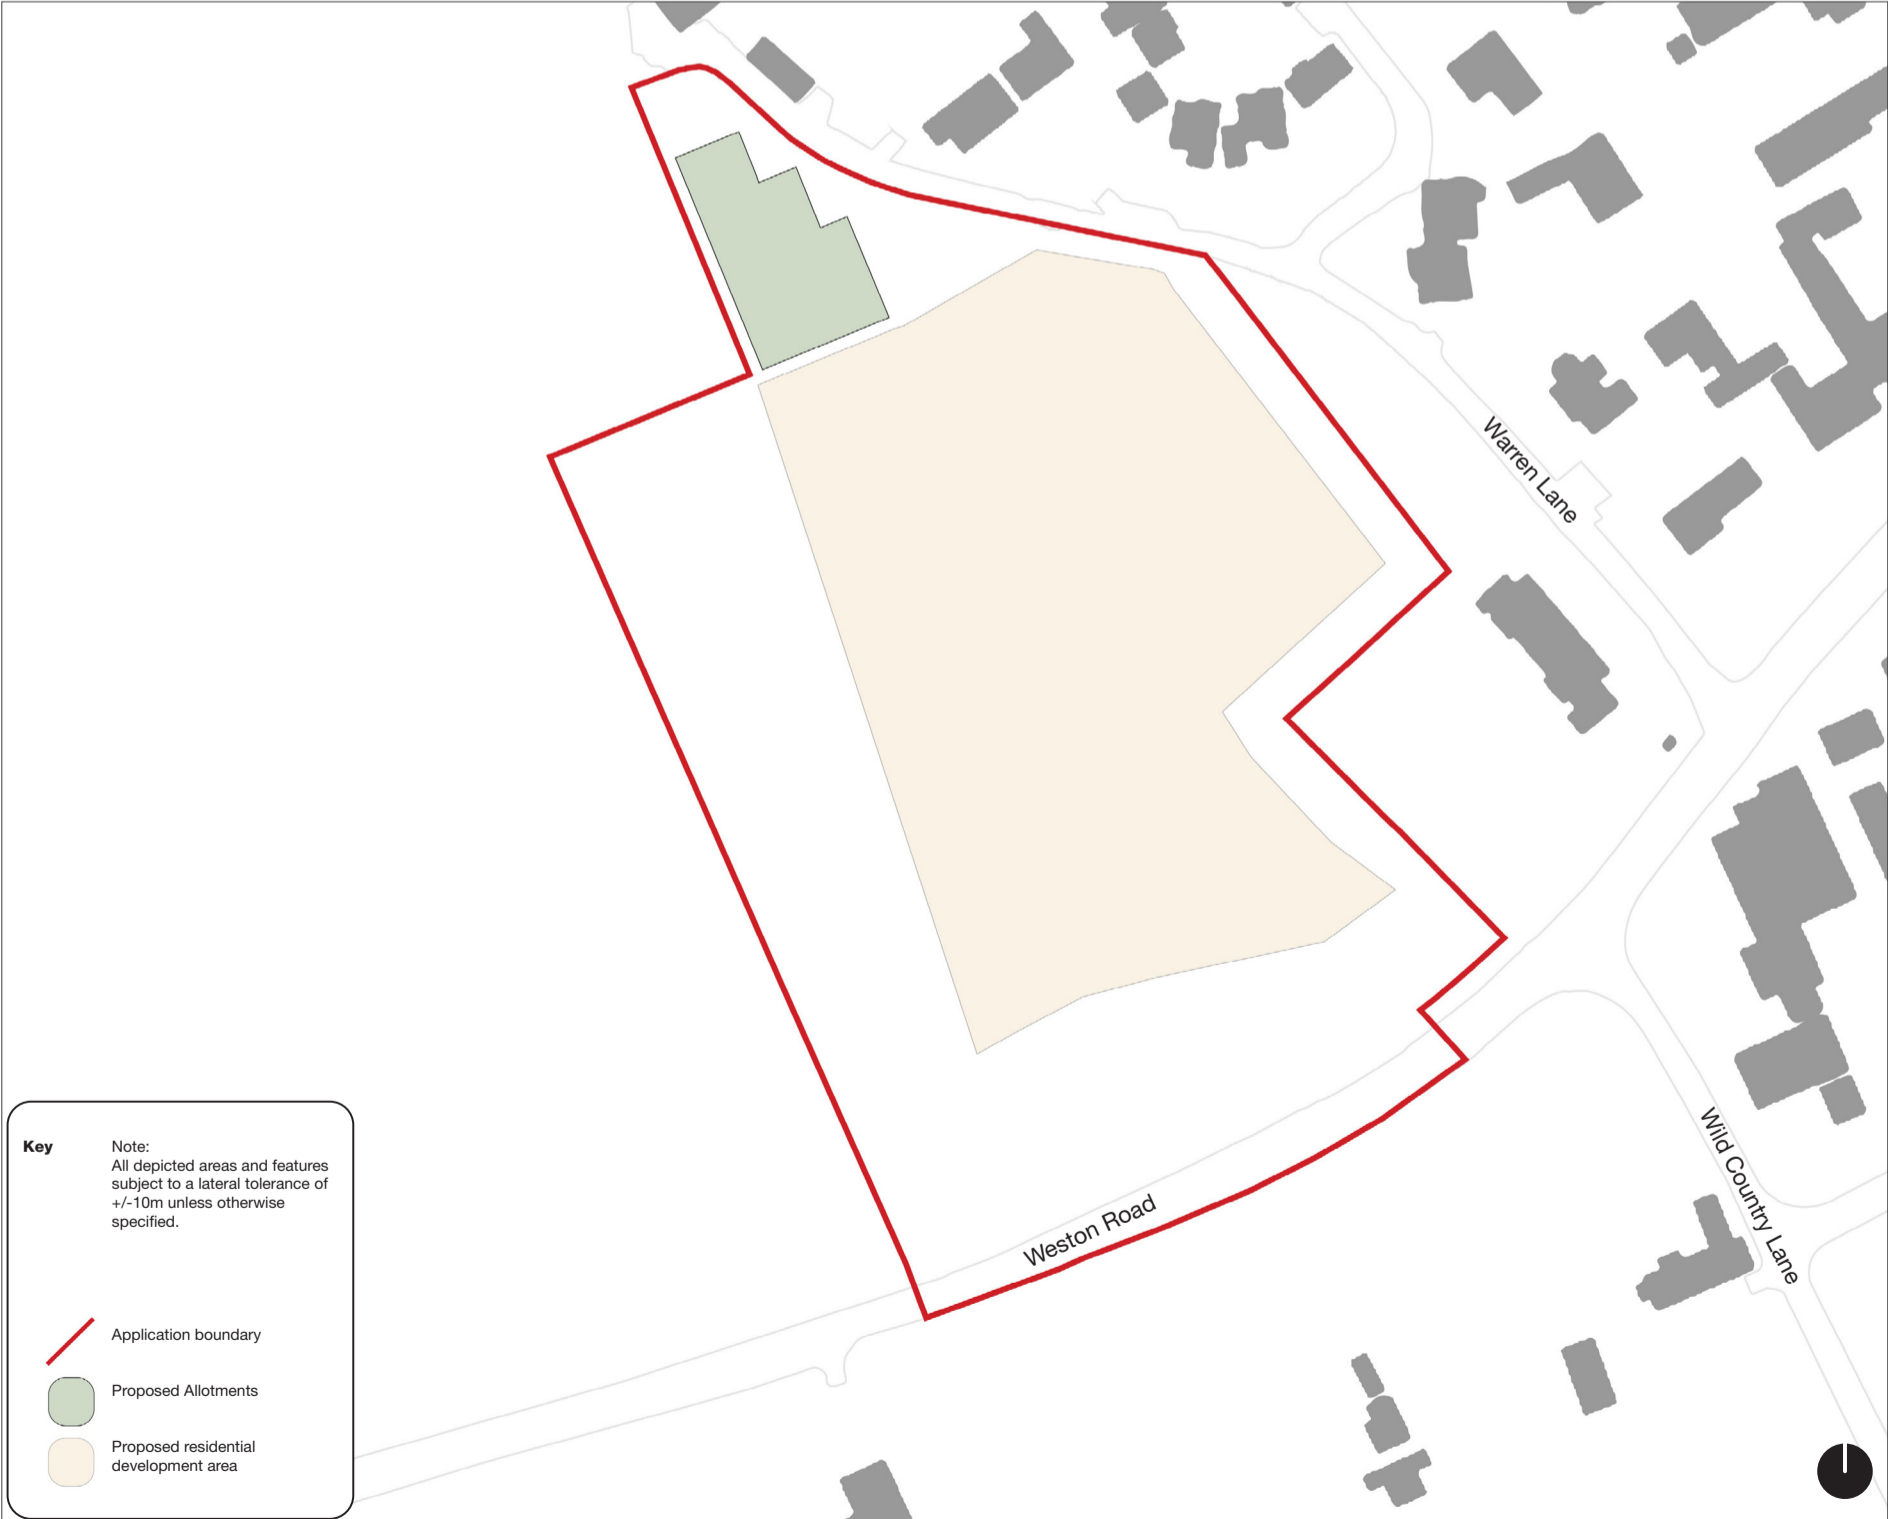 Warren Lane
Wild Country Lane
Weston Road
Key
Note:
All depicted areas and features
subject to a lateral tolerance of
+/-10m unless otherwise
specified.
Application boundary
Proposed Allotments
Proposed residential
development area